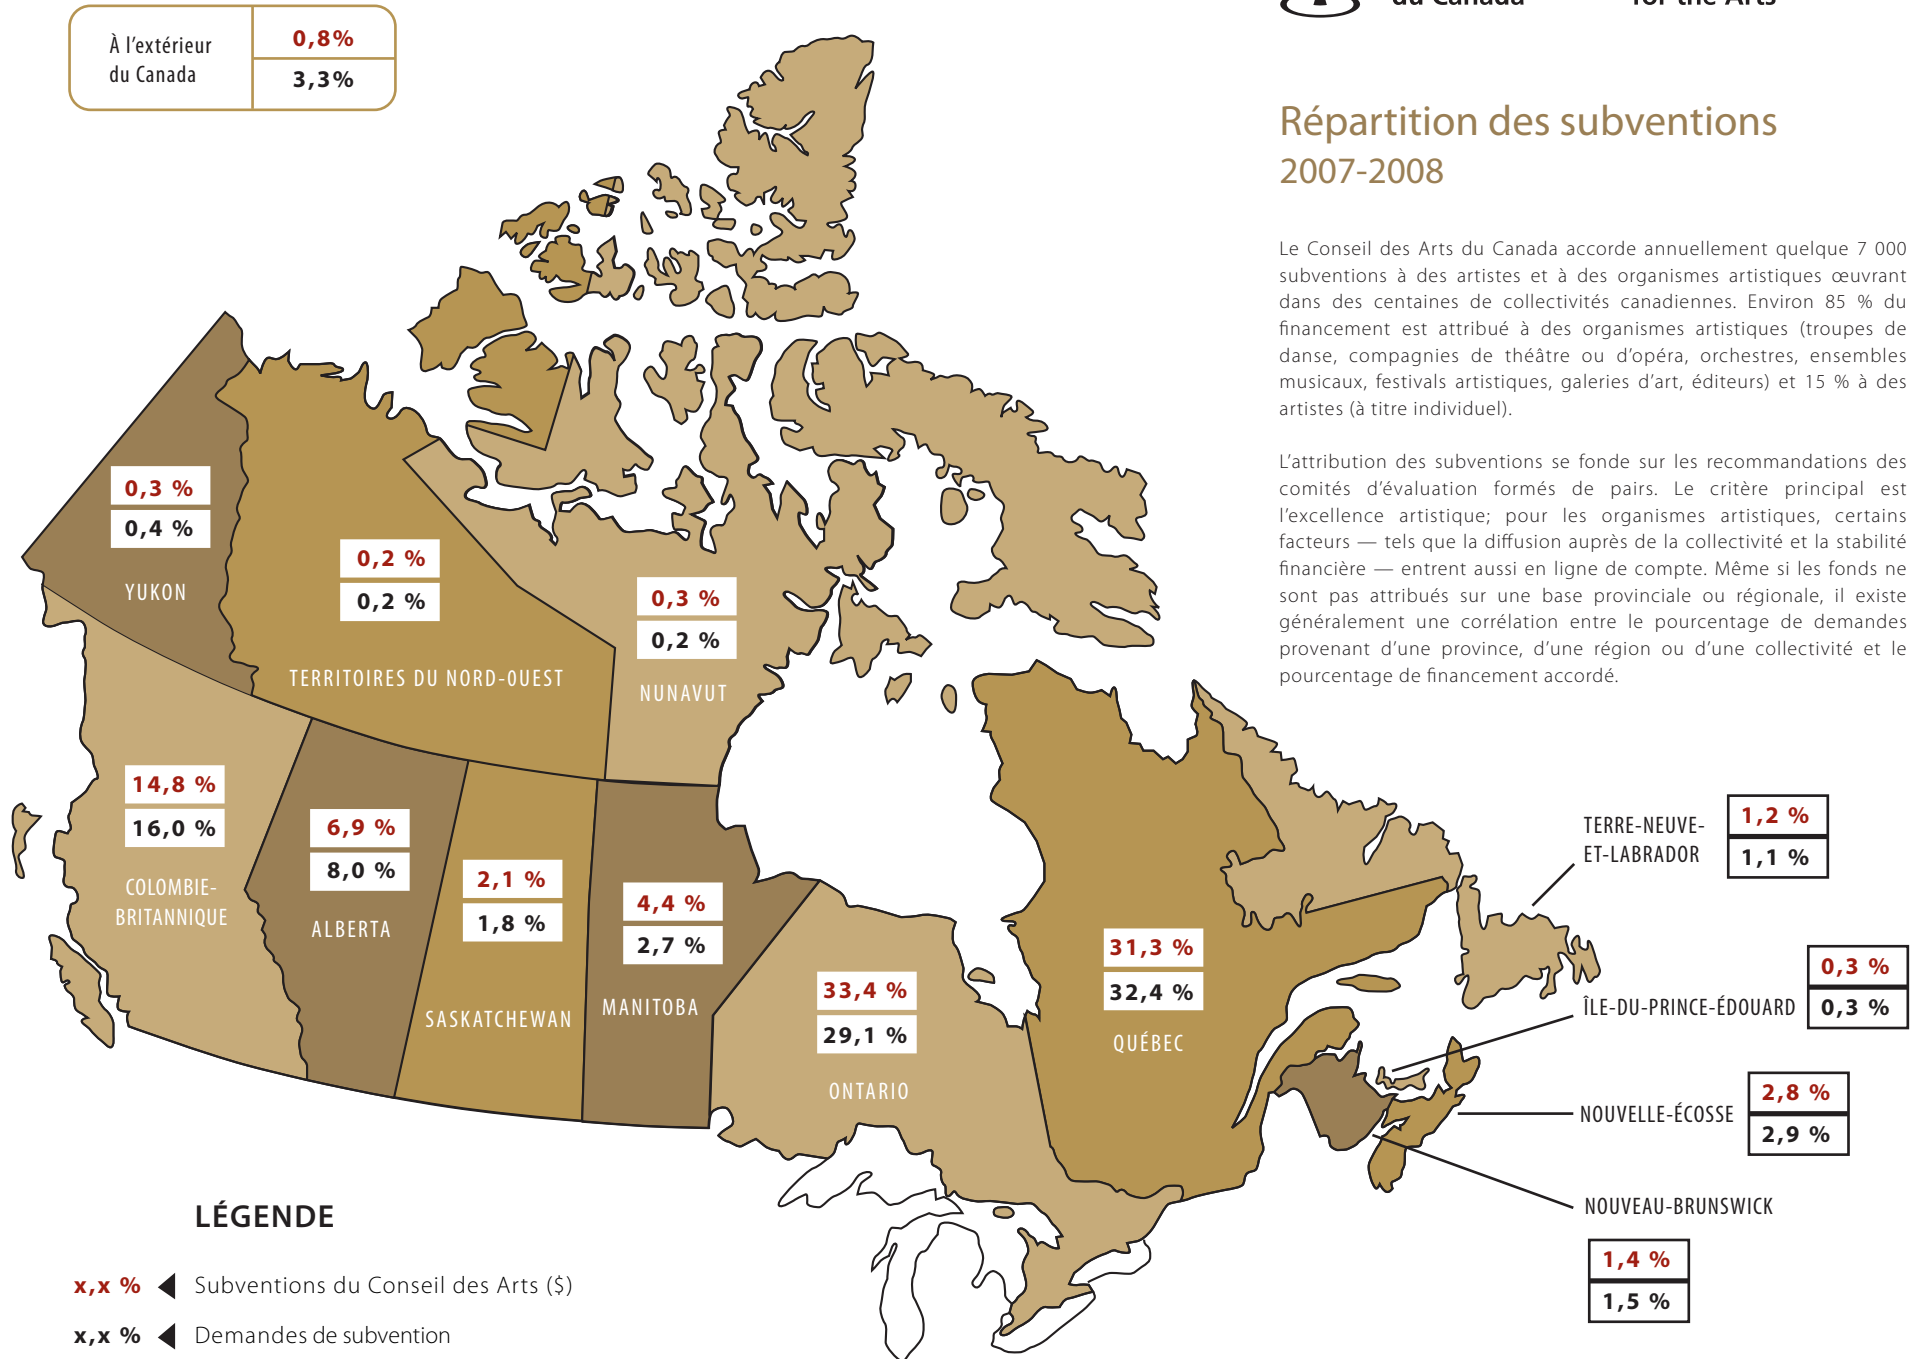 du Canada
for the Arts
À l'extérieur
du Canada
0,8%
3,3%
Répartition des subventions
2007-2008
Le Conseil des Arts du Canada accorde annuellement quelque 7 000
subventions à des artistes et à des organismes artistiques œuvrant
dans des centaines de collectivités canadiennes. Environ 85 % du
financement est attribué à des organismes artistiques (troupes de
danse, compagnies de théâtre ou d'opéra, orchestres, ensembles
musicaux, festivals artistiques, galeries d'art, éditeurs) et 15 % à des
artistes (à titre individuel).
L'attribution des subventions se fonde sur les recommandations des
comités d'évaluation formés de pairs. Le critère principal est
l'excellence artistique; pour les organismes artistiques, certains
facteurs — tels que la diffusion auprès de la collectivité et la stabilité
financière — entrent aussi en ligne de compte. Même si les fonds ne
sont pas attribués sur une base provinciale ou régionale, il existe
généralement une corrélation entre le pourcentage de demandes
provenant d'une province, d'une région ou d'une collectivité et le
pourcentage de financement accordé.
0,3 %
0,4 %
YUKON
0,2 %
0,2 %
TERRITOIRES DU NORD-OUEST
0,3 %
0,2 %
NUNAVUT
14,8 %
16,0 %
COLOMBIE-
BRITANNIQUE
6,9 %
8,0 %
ALBERTA
2,1 %
1,8 %
SASKATCHEWAN
4,4 %
2,7 %
MANITOBA
33,4 %
29,1 %
ONTARIO
31,3 %
32,4 %
QUÉBEC
TERRE-NEUVE-
ET-LABRADOR
1,2 %
1,1 %
ÎLE-DU-PRINCE-ÉDOUARD
0,3 %
0,3 %
NOUVELLE-ÉCOSSE
2,8 %
2,9 %
NOUVEAU-BRUNSWICK
1,4 %
1,5 %
LÉGENDE
x,x % Subventions du Conseil des Arts ($)
x,x % Demandes de subvention